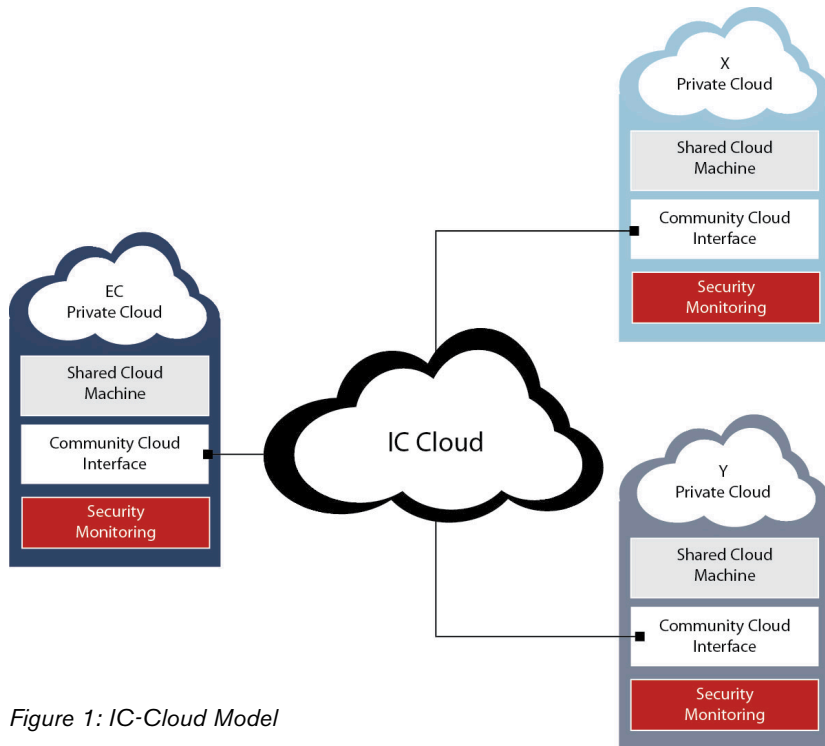 X
Private Cloud
Shared Cloud
Machine
Community Cloud
Interface
Security
Monitoring
EC
Private Cloud
Shared Cloud
Machine
Community Cloud
Interface
Security
Monitoring
IC Cloud
Y
Private Cloud
Shared Cloud
Machine
Community Cloud
Interface
Security
Monitoring
Figure 1: IC-Cloud Model